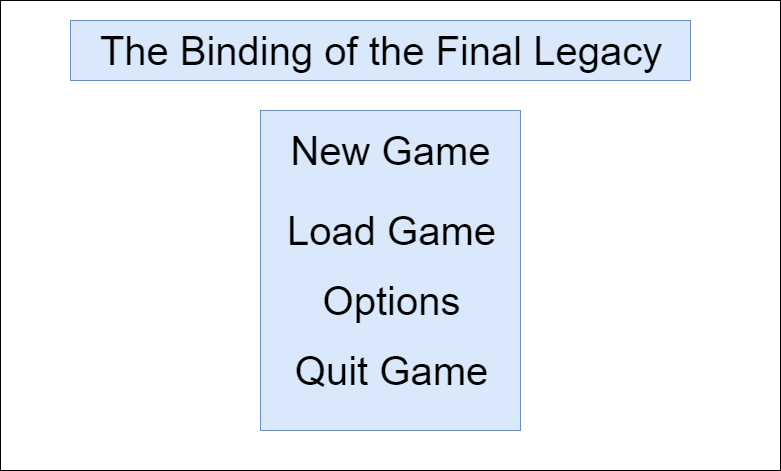 The Binding of the Final Legacy
New Game
Load Game
Options
Quit Game